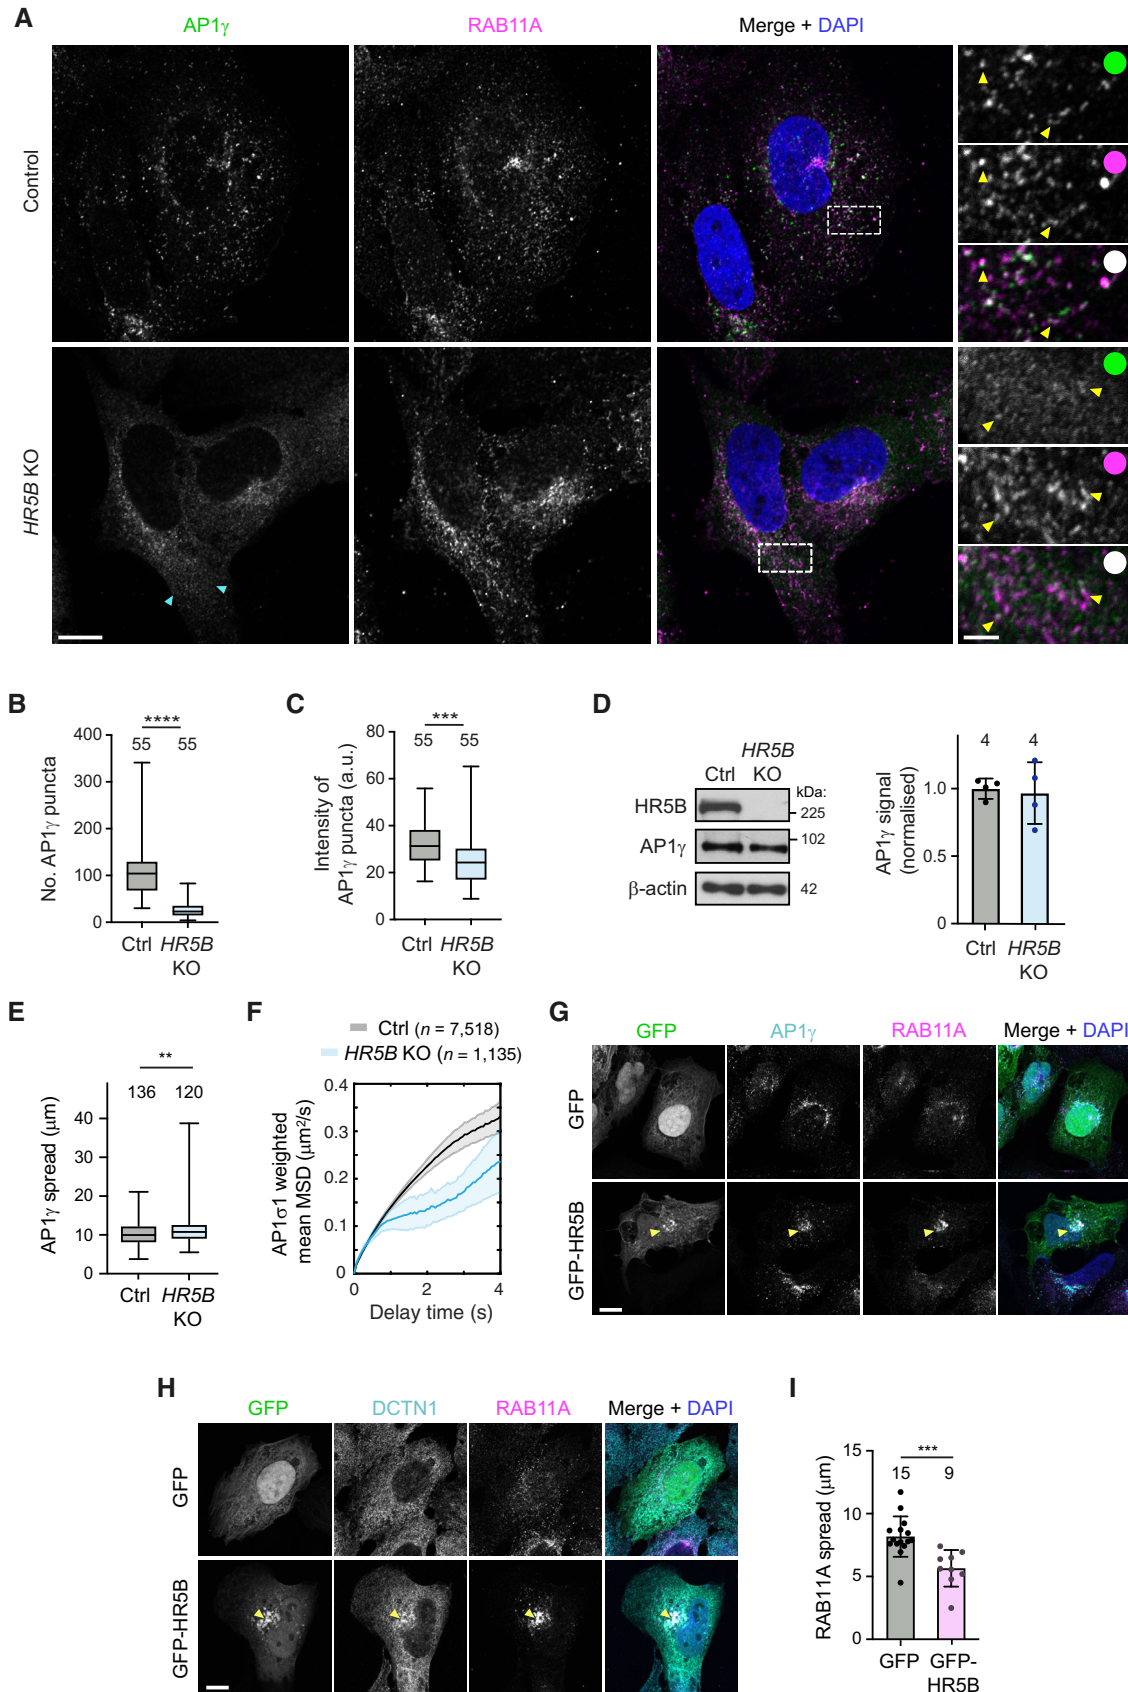 A
AP1γ RAB11A Merge + DAPI
Control
HR5B KO
B
No. AP1γ puncta
400
300
200
100
0
****
55 55
Ctrl HR5B
KO
C
Intensity of
AP1γ puncta (a.u.)
80
60
40
20
0
***
55 55
Ctrl HR5B
KO
D
HR5B
Ctrl KO
kDa:
HR5B
225
AP1γ
102
β-actin
42
AP1γ signal
(normalised)
1.0
0.5
0
4 4
Ctrl HR5B
KO
E
AP1γ spread (μm)
50
40
30
20
10
0
**
136 120
Ctrl HR5B
KO
F
Ctrl (n = 7,518)
HR5B KO (n = 1,135)
AP1σ1 weighted
mean MSD (μm²/s)
0.4
0.3
0.2
0.1
0
0 2 4
Delay time (s)
G
GFP AP1γ RAB11A Merge + DAPI
GFP
GFP-HR5B
H
GFP DCTN1 RAB11A Merge + DAPI
GFP
GFP-HR5B
I
RAB11A spread (μm)
15
10
5
0
***
15 9
GFP GFP-
HR5B